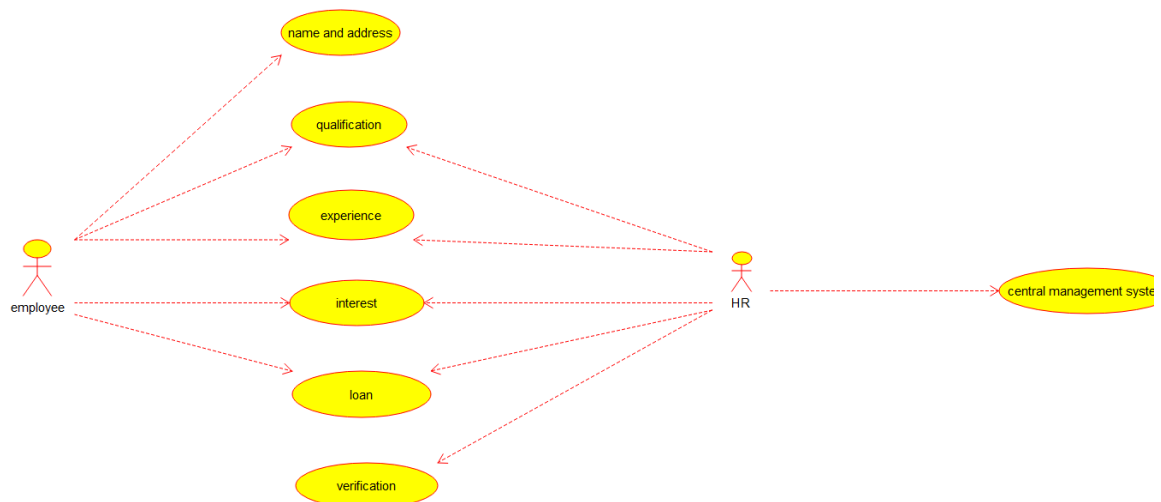 name and address
qualification
experience
employee
interest
HR
central management syste
loan
verification